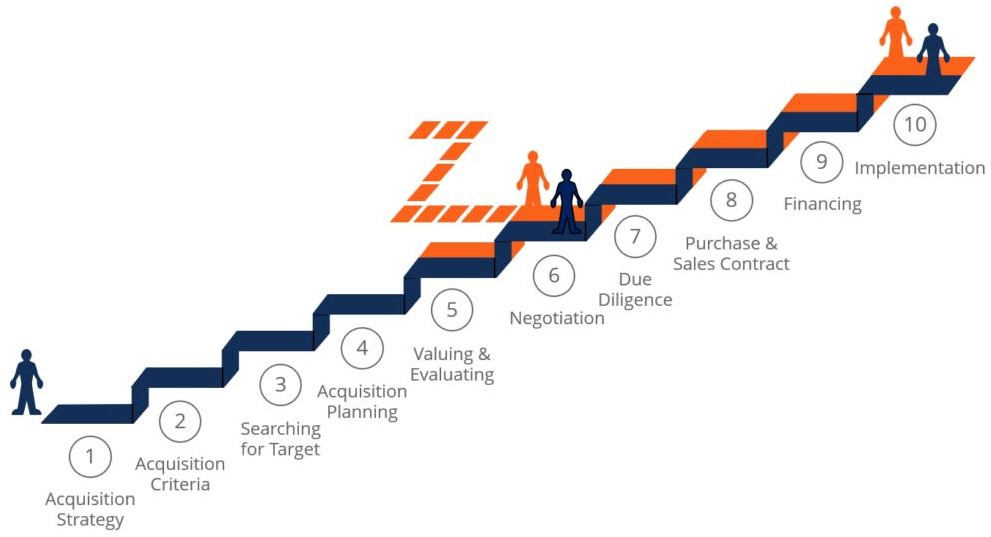 1
Acquisition
Strategy
2
Acquisition
Criteria
3
Searching
for Target
4
Acquisition
Planning
5
Valuing &
Evaluating
6
Negotiation
7
Due
Diligence
8
Purchase &
Sales Contract
9
Financing
10
Implementation